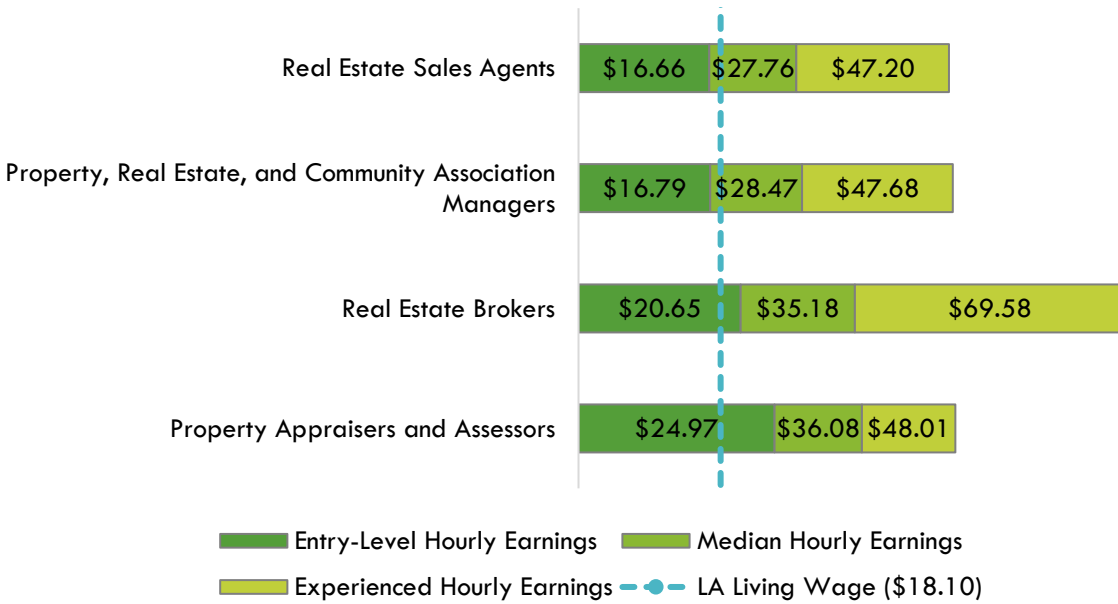 Real Estate Sales Agents
$16.66 $27.76 $47.20
Property, Real Estate, and Community Association
Managers
$16.79 $28.47 $47.68
Real Estate Brokers
$20.65 $35.18 $69.58
Property Appraisers and Assessors
$24.97 $36.08 $48.01
Entry-Level Hourly Earnings Median Hourly Earnings
Experienced Hourly Earnings LA Living Wage ($18.10)